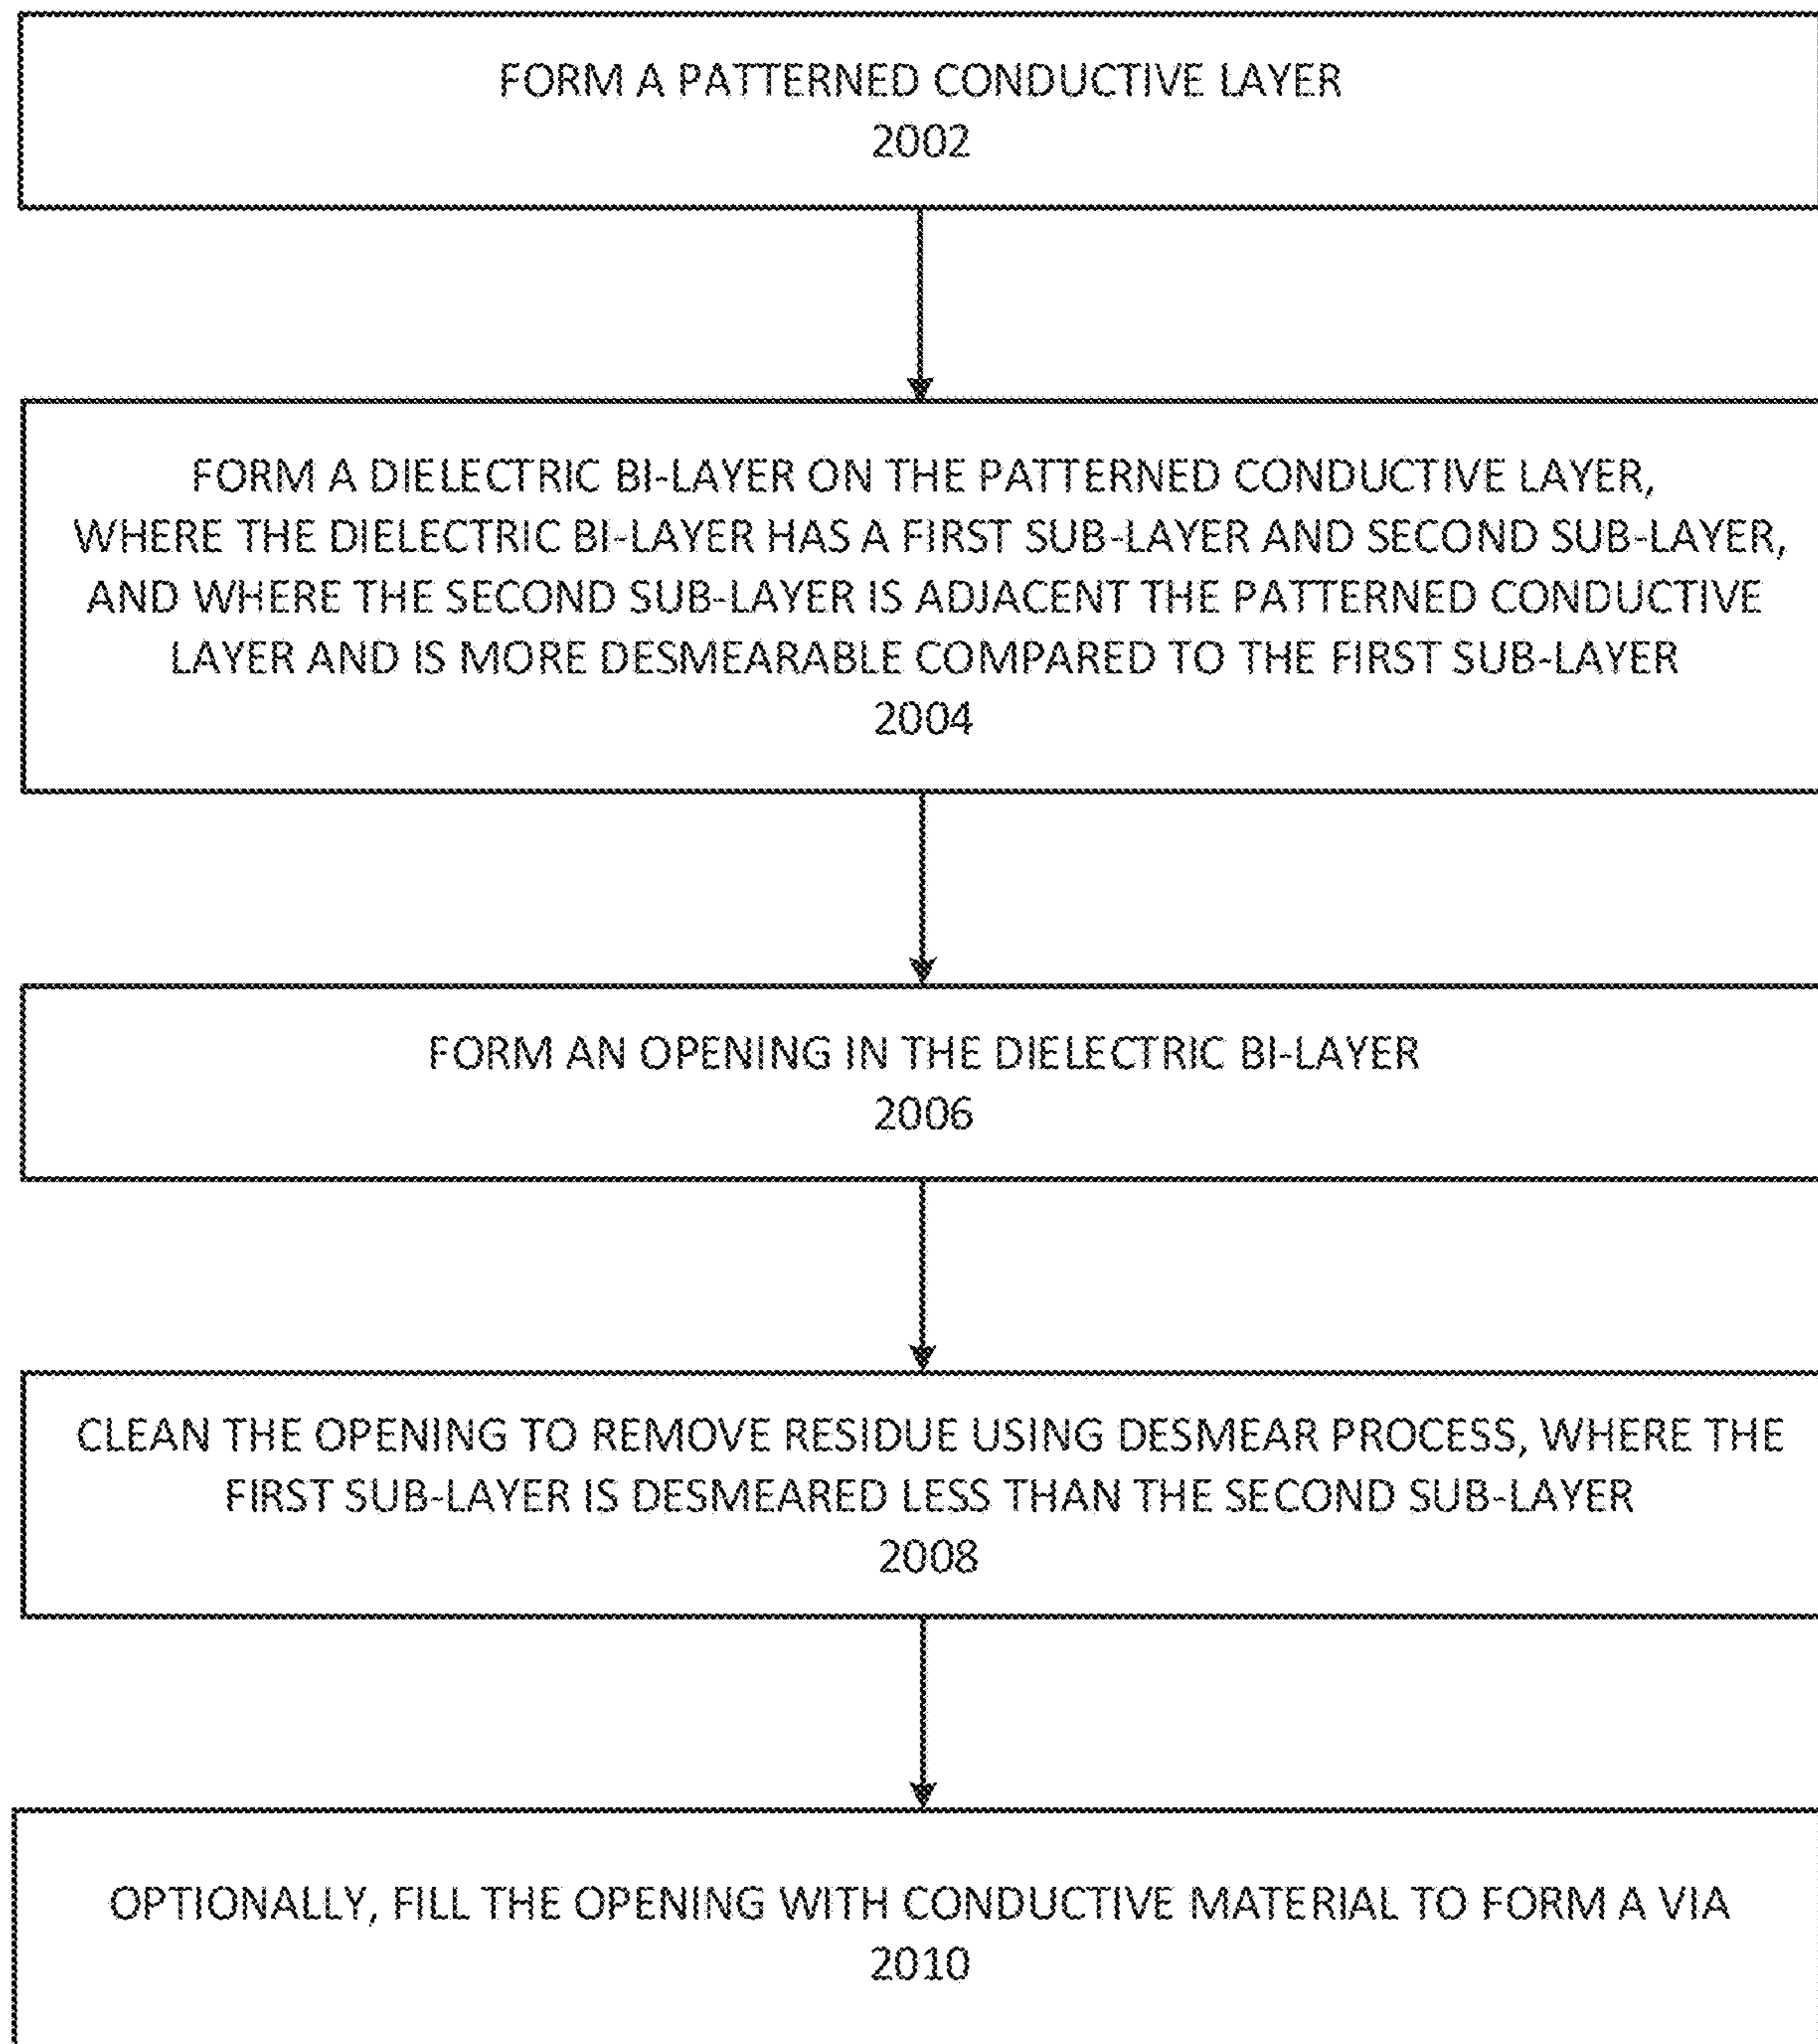 FORM A PATTERNED CONDUCTIVE LAYER
2002
FORM A DIELECTRIC BI-LAYER ON THE PATTERNED CONDUCTIVE LAYER,
WHERE THE DIELECTRIC BI-LAYER HAS A FIRST SUB-LAYER AND SECOND SUB-LAYER,
AND WHERE THE SECOND SUB-LAYER IS ADJACENT THE PATTERNED CONDUCTIVE
LAYER AND IS MORE DESMEARABLE COMPARED TO THE FIRST SUB-LAYER
2004
FORM AN OPENING IN THE DIELECTRIC BI-LAYER
2006
CLEAN THE OPENING TO REMOVE RESIDUE USING DESMEAR PROCESS, WHERE THE
FIRST SUB-LAYER IS DESMEARED LESS THAN THE SECOND SUB-LAYER
2008
OPTIONALLY, FILL THE OPENING WITH CONDUCTIVE MATERIAL TO FORM A VIA
2010